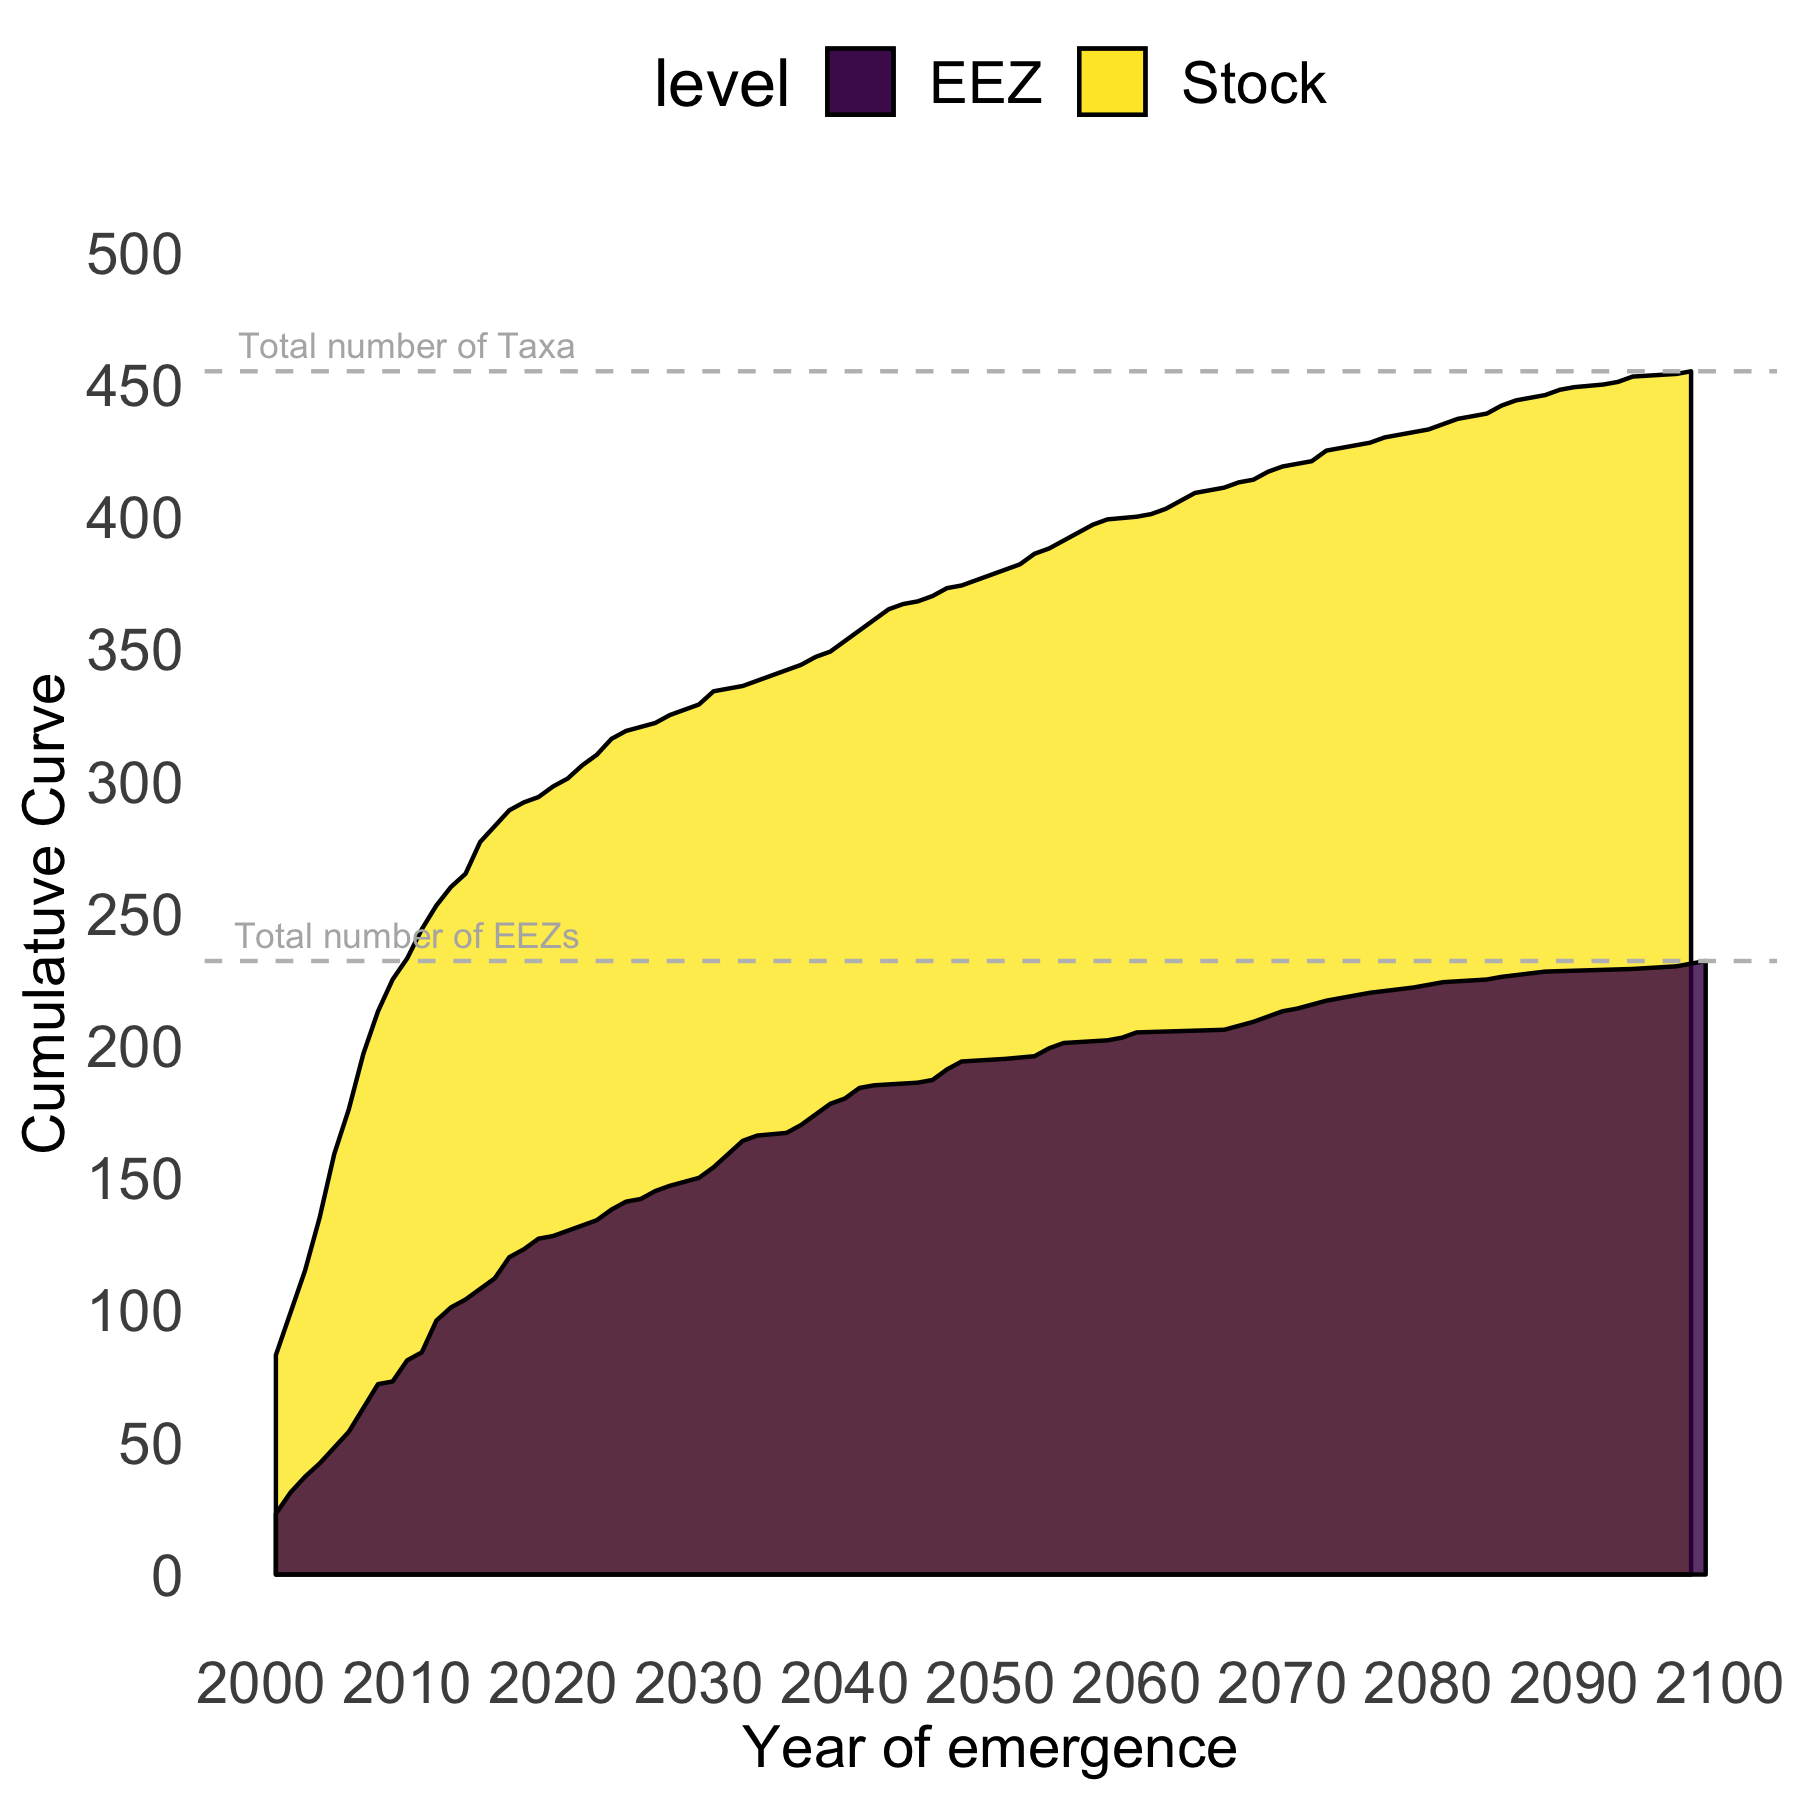 level EEZ Stock
500
Total number of Taxa
450
400
350
300
250
Total number of EEZs
200
150
100
50
0
Cumulatuve Curve
2000 2010 2020 2030 2040 2050 2060 2070 2080 2090 2100
Year of emergence